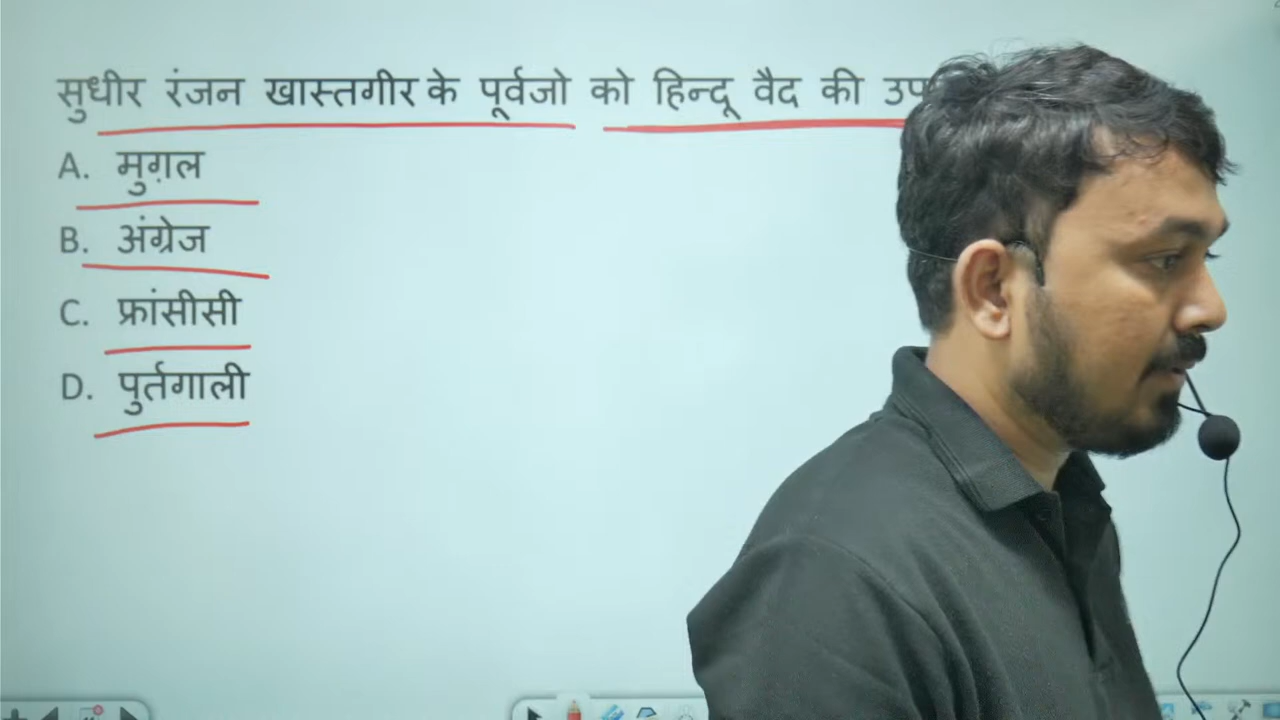 सुधीर रंजन खास्तगीर के पूर्वजो को हिन्दू वैद की
A. मुग़ल
B. अंग्रेज
C. फ्रांसीसी
D. पुर्तगाली